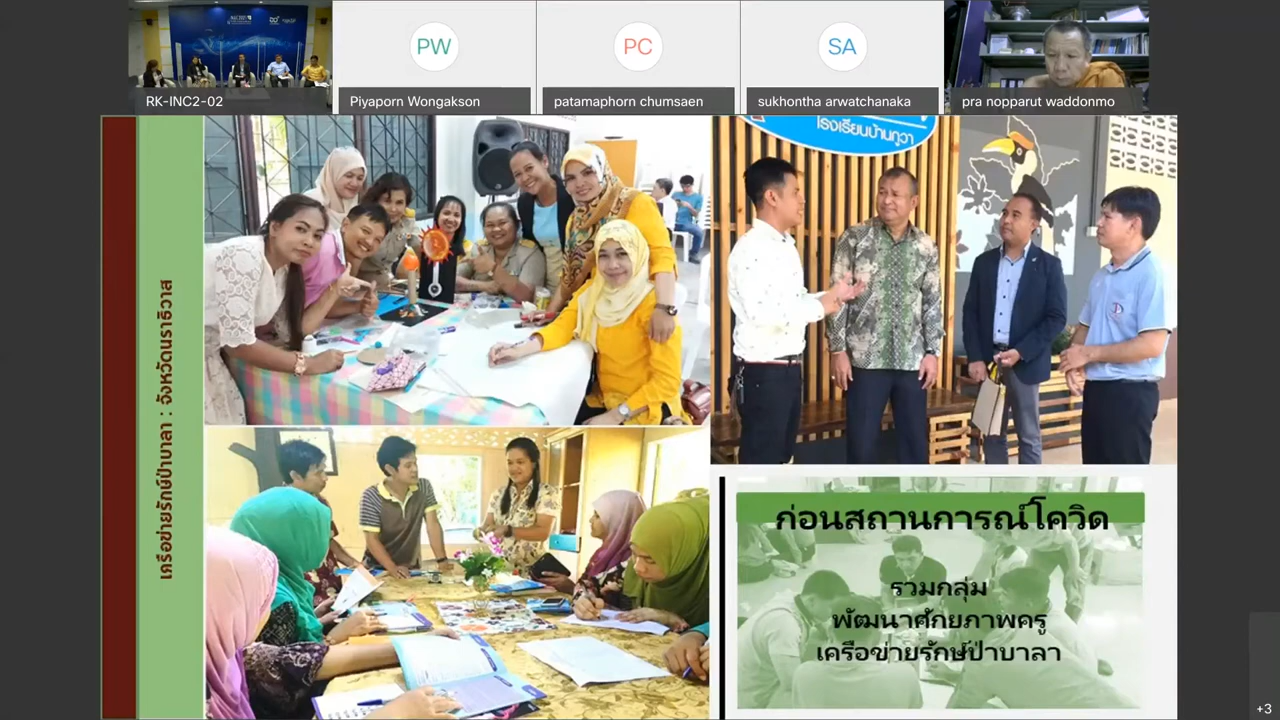 PW
PC
SA
RK-INC2-02
Piyaporn Wongakson
patamaphorn chumsaen
sukhontha arwatchanaka
pra nopparut waddonmo
เครือข่ายรักษ์ป่าบาลา : จังหวัดนราธิวาส
โรงเรียนบ้านภูวา
ก่อนสถานการณ์โควิด
รวมกลุ่ม
พัฒนาศักยภาพครู
เครือข่ายรักษ์ป่าบาลา
+3